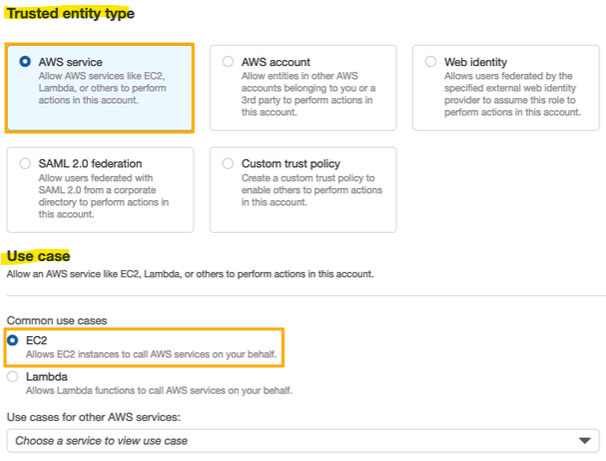 Trusted entity type
AWS service
Allow AWS services like EC2,
Lambda, or others to perform
actions in this account.
AWS account
Allow entities in other AWS
accounts belonging to you or a
3rd party to perform actions in
this account.
Web identity
Allows users federated by the
specified external web identity
provider to assume this role to
perform actions in this account.
SAML 2.0 federation
Allow users federated with
SAML 2.0 from a corporate
directory to perform actions in
this account.
Custom trust policy
Create a custom trust policy to
enable others to perform actions
in this account.
Use case
Allow an AWS service like EC2, Lambda, or others to perform actions in this account.
Common use cases
EC2
Allows EC2 instances to call AWS services on your behalf.
Lambda
Allows Lambda functions to call AWS services on your behalf.
Use cases for other AWS services:
Choose a service to view use case